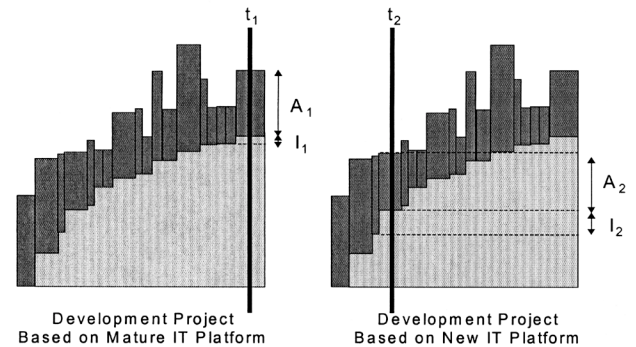 t1
t2
A1
I1
A2
I2
Development Project
Based on Mature IT Platform
Development Project
Based on New IT Platform